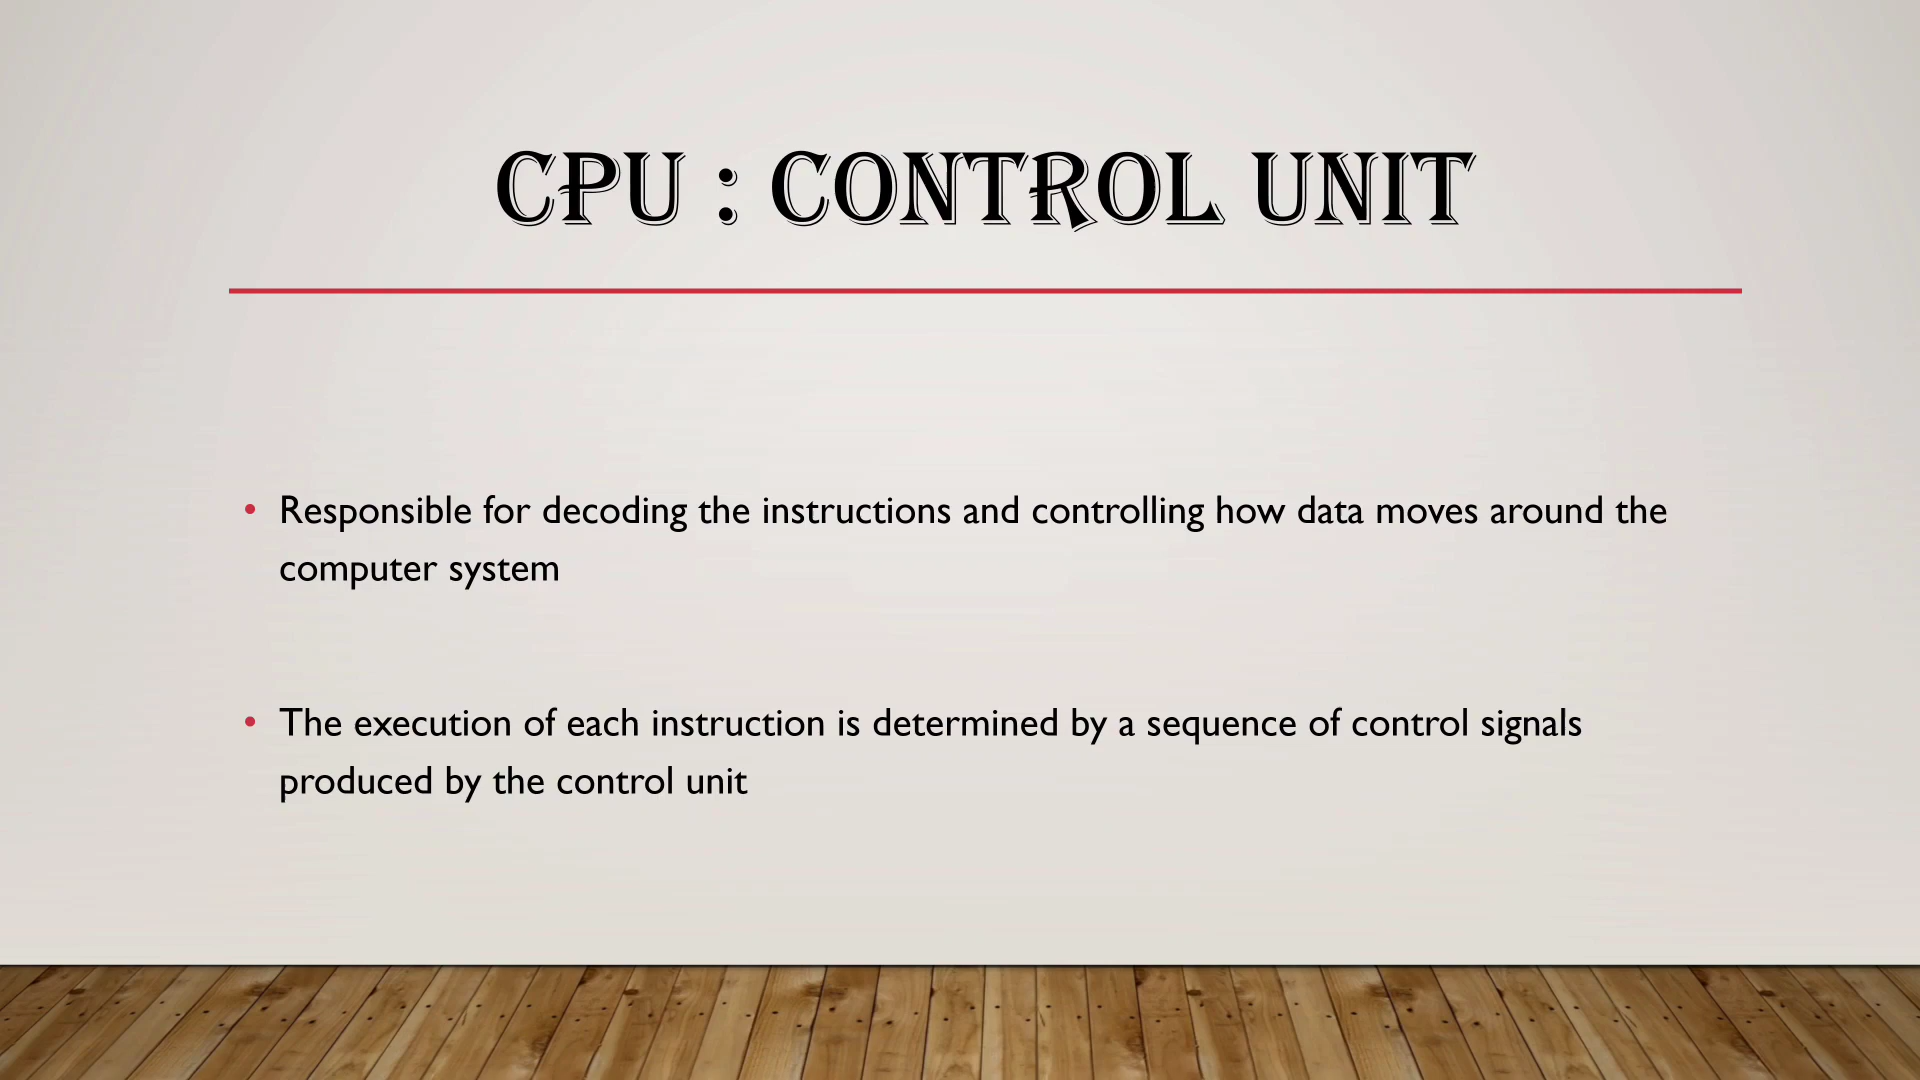 CPU : CONTROL UNIT
• Responsible for decoding the instructions and controlling how data moves around the
computer system
• The execution of each instruction is determined by a sequence of control signals
produced by the control unit